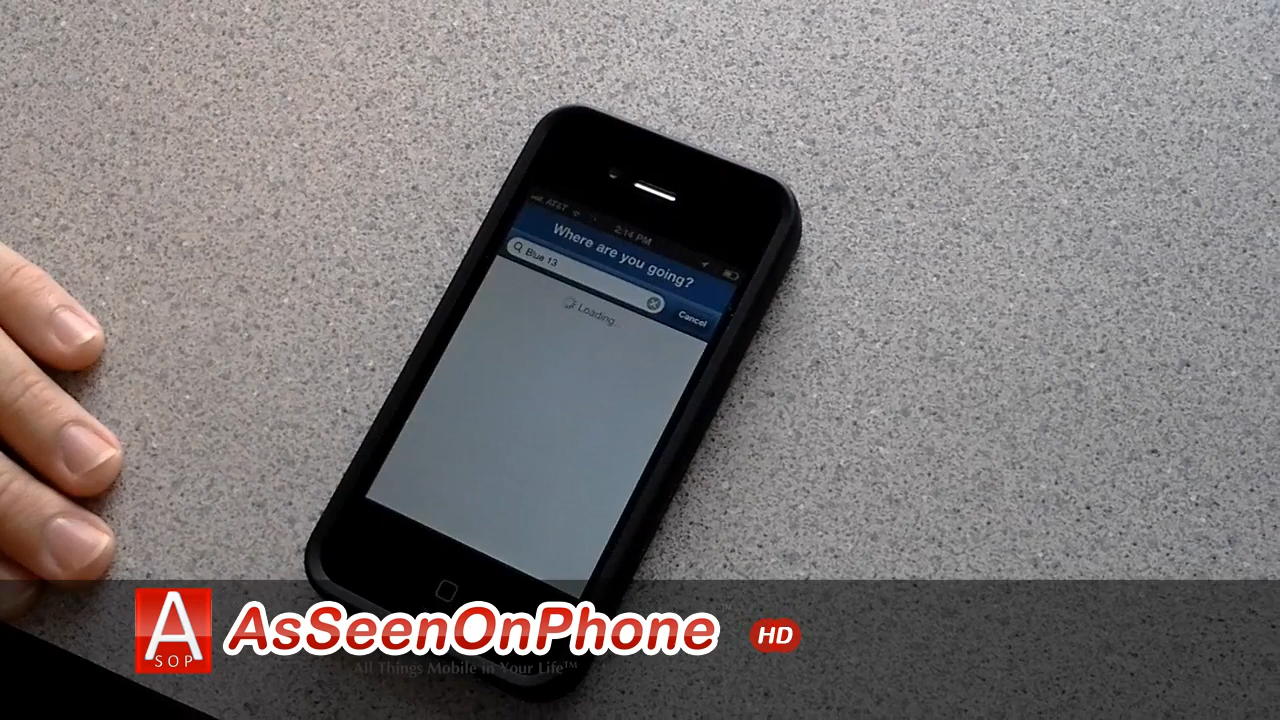 AT&T 2:14 PM
Where are you going?
Blue 13
Cancel
Loading...
A
SOP
AsSeenOnPhone HD
All Things Mobile in Your Life™